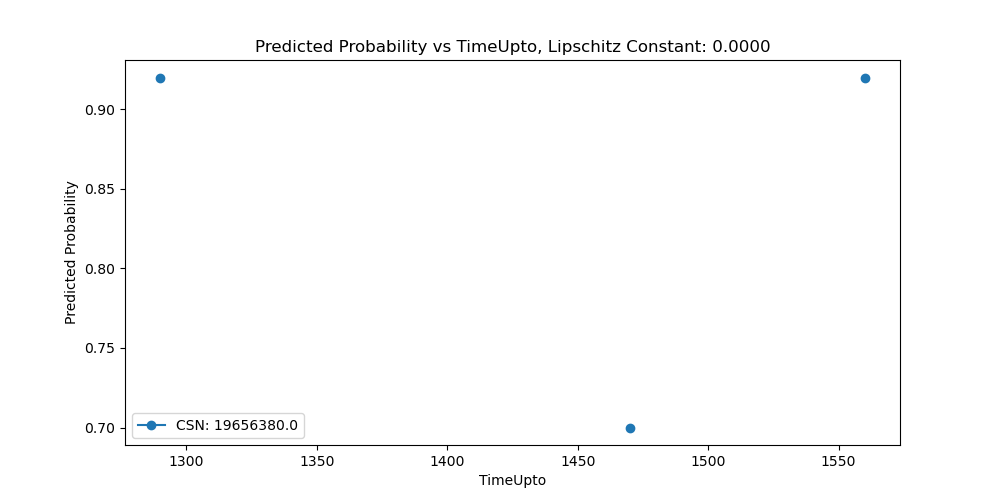 Predicted Probability vs TimeUpto, Lipschitz Constant: 0.0000
Predicted Probability
0.90
0.85
0.80
0.75
0.70
CSN: 19656380.0
1300 1350 1400 1450 1500 1550
TimeUpto